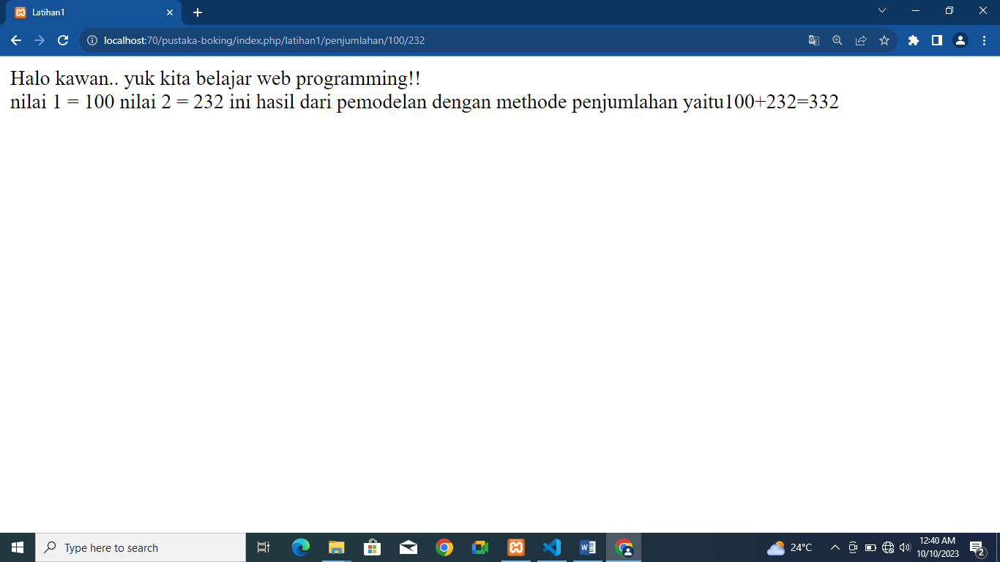 Latihan1
localhost:70/pustaka-boking/index.php/latihan1/penjumlahan/100/232
Halo kawan.. yuk kita belajar web programming!!
nilai 1 = 100 nilai 2 = 232 ini hasil dari pemodelan dengan methode penjumlahan yaitu100+232=332
Type here to search
24°C
12:40 AM
10/10/2023
2